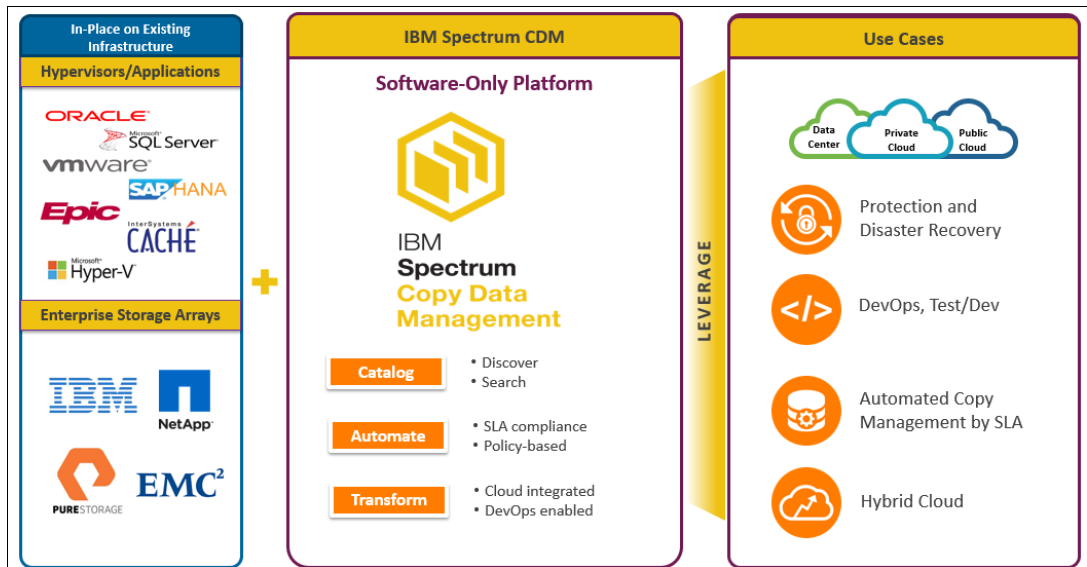 In-Place on Existing
Infrastructure
Hypervisors/Applications
ORACLE®
Microsoft®
SQL Server®
vmware®
SAP HANA
Epic
InterSystems
CACHÉ®
Microsoft®
Hyper-V™
Enterprise Storage Arrays
IBM
NetApp™
PURESTORAGE
EMC²
IBM Spectrum CDM
Software-Only Platform
IBM
Spectrum
Copy Data
Management
Catalog
• Discover
• Search
Automate
• SLA compliance
• Policy-based
Transform
• Cloud integrated
• DevOps enabled
LEVERAGE
Use Cases
Data
Center
Private
Cloud
Public
Cloud
Protection and
Disaster Recovery
</>
DevOps, Test/Dev
Automated Copy
Management by SLA
Hybrid Cloud